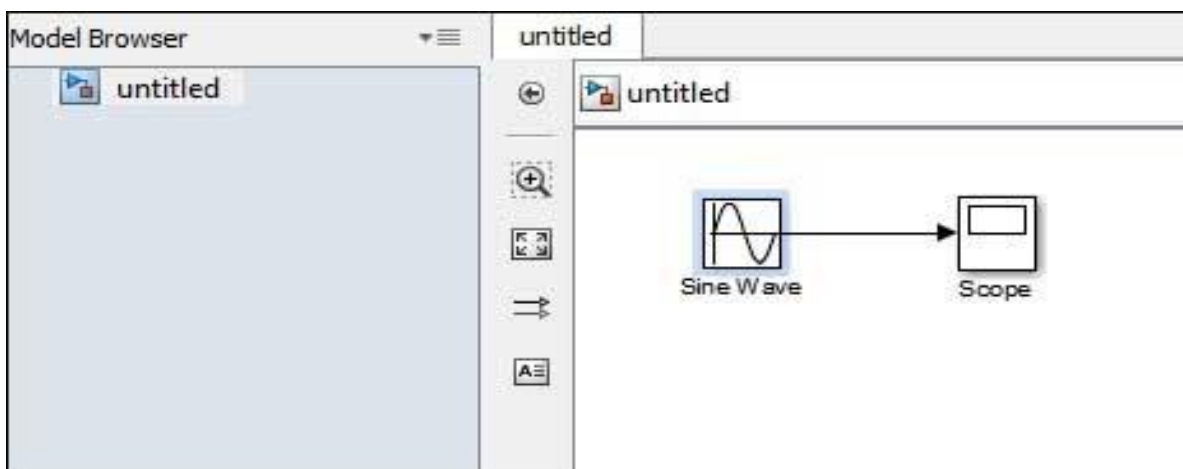 Model Browser
untitled
untitled
untitled
Sine Wave
Scope
A